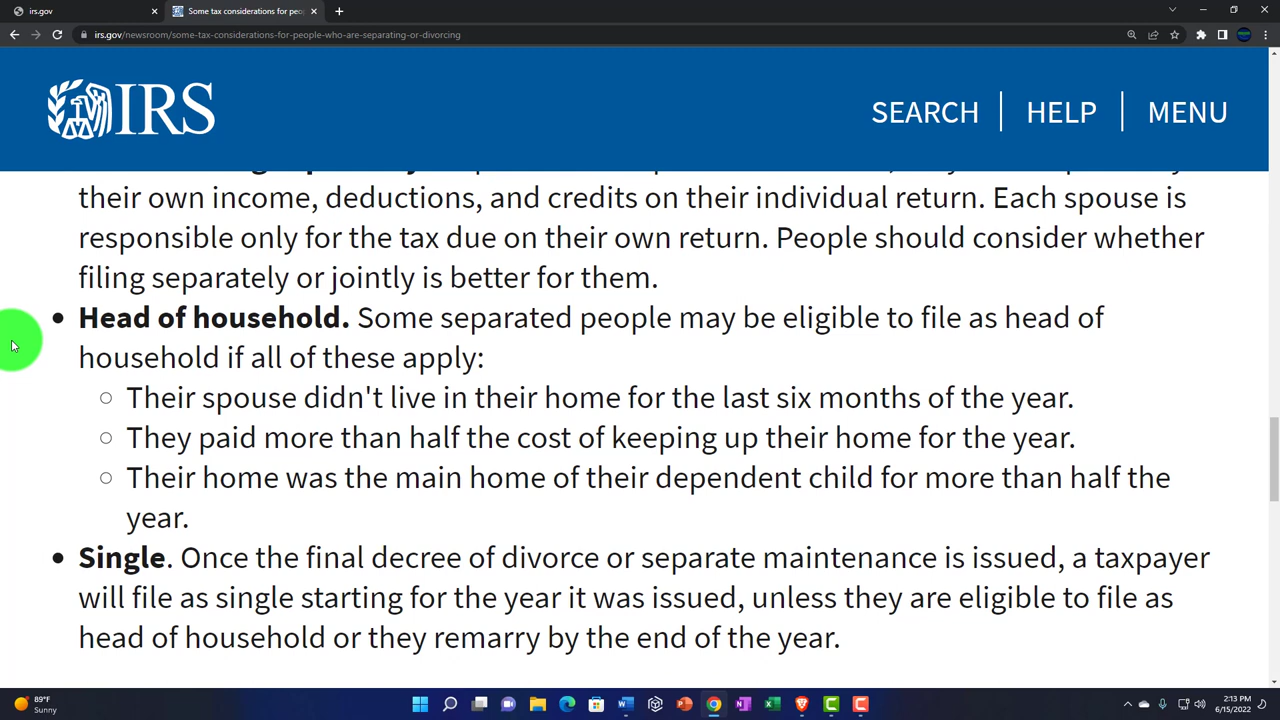 irs.gov
Some tax considerations for peo
irs.gov/newsroom/some-tax-considerations-for-people-who-are-separating-or-divorcing
IRS
SEARCH
HELP
MENU
their own income, deductions, and credits on their individual return. Each spouse is
responsible only for the tax due on their own return. People should consider whether
filing separately or jointly is better for them.
Head of household. Some separated people may be eligible to file as head of
household if all of these apply:
Their spouse didn't live in their home for the last six months of the year.
They paid more than half the cost of keeping up their home for the year.
Their home was the main home of their dependent child for more than half the
year.
Single. Once the final decree of divorce or separate maintenance is issued, a taxpayer
will file as single starting for the year it was issued, unless they are eligible to file as
head of household or they remarry by the end of the year.
89°F
Sunny
2:13 PM
6/15/2022